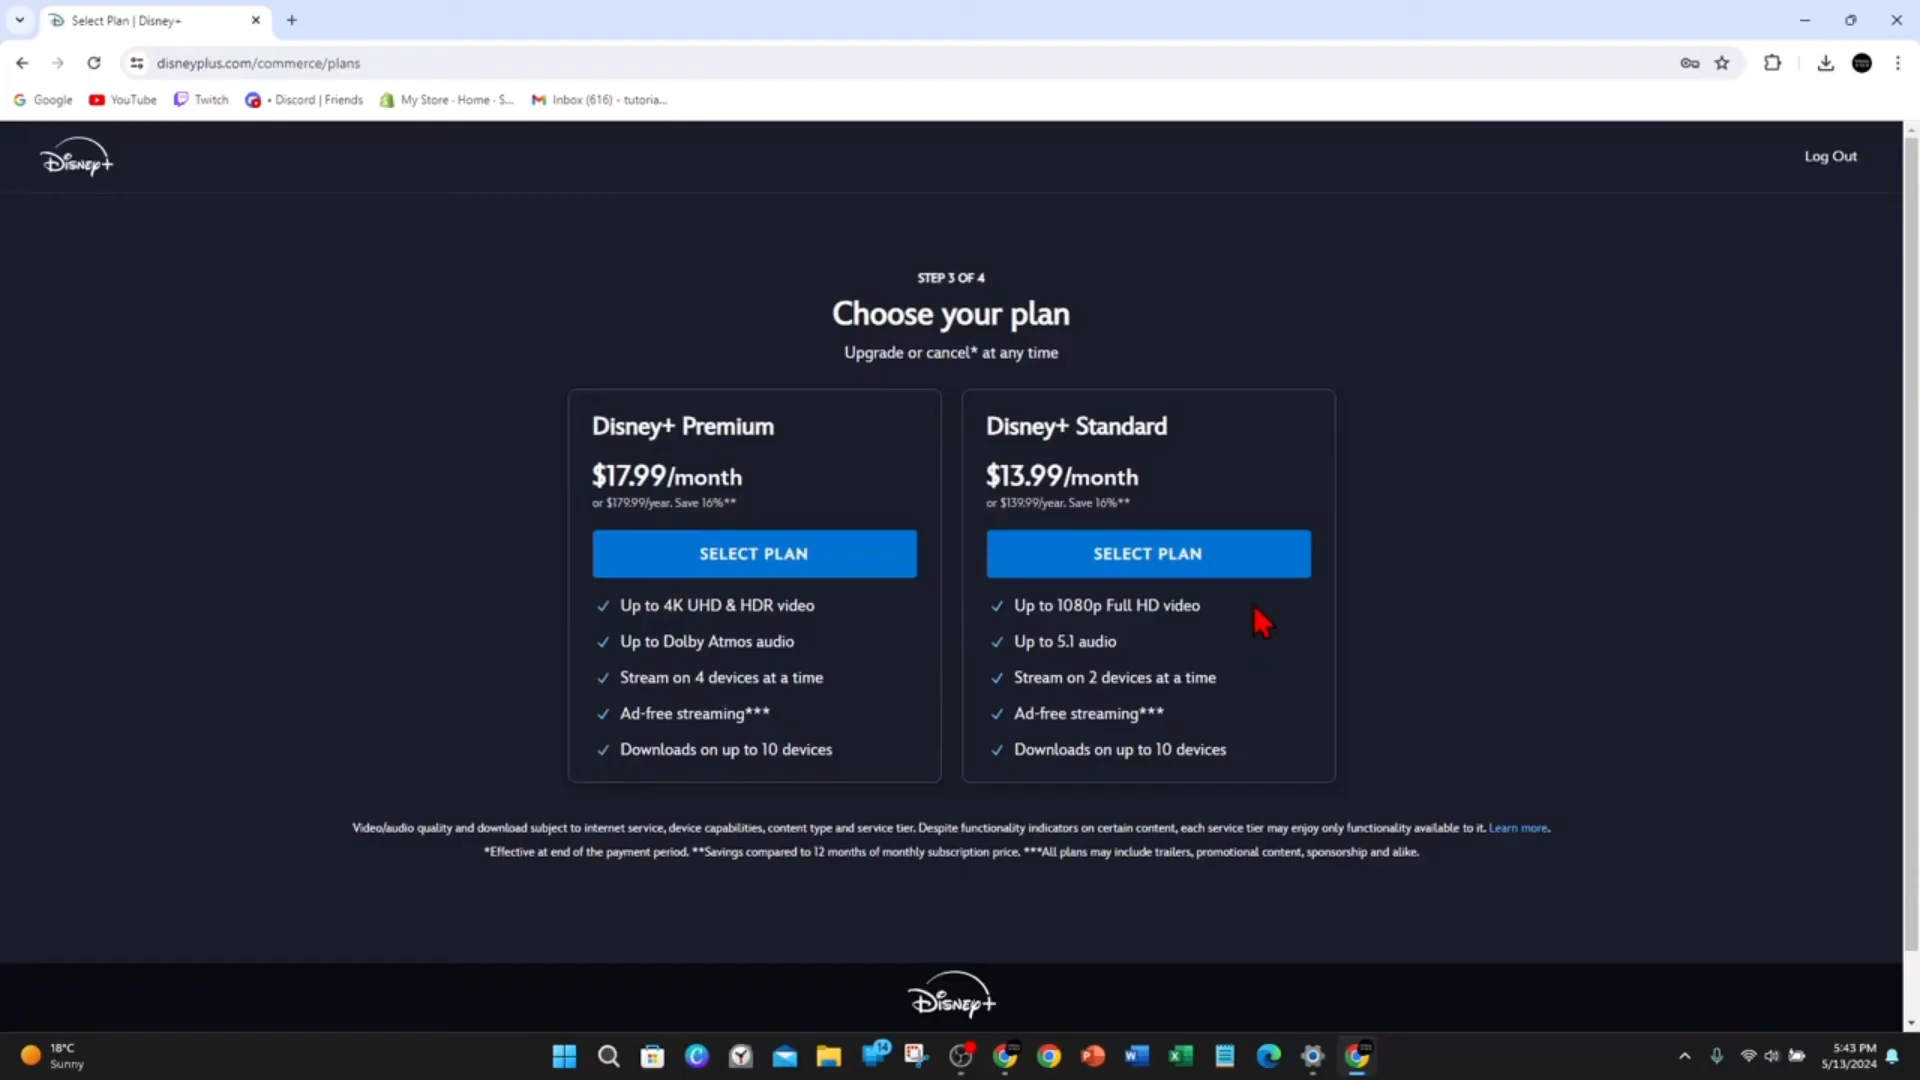 Select Plan | Disney+
disneyplus.com/commerce/plans
Google
YouTube
Twitch
• Discord | Friends
My Store · Home · S...
Inbox (616) - tutoria...
Disney+
Log Out
STEP 3 OF 4
Choose your plan
Upgrade or cancel* at any time
Disney+ Premium
$17.99/month
or $179.99/year. Save 16%**
SELECT PLAN
Up to 4K UHD & HDR video
Up to Dolby Atmos audio
Stream on 4 devices at a time
Ad-free streaming***
Downloads on up to 10 devices
Disney+ Standard
$13.99/month
or $139.99/year. Save 16%**
SELECT PLAN
Up to 1080p Full HD video
Up to 5.1 audio
Stream on 2 devices at a time
Ad-free streaming***
Downloads on up to 10 devices
Video/audio quality and download subject to internet service, device capabilities, content type and service tier. Despite functionality indicators on certain content, each service tier may enjoy only functionality available to it. Learn more.
*Effective at end of the payment period. **Savings compared to 12 months of monthly subscription price. ***All plans may include trailers, promotional content, sponsorship and alike.
Disney+
18°C
Sunny
14
5:43 PM
5/13/2024